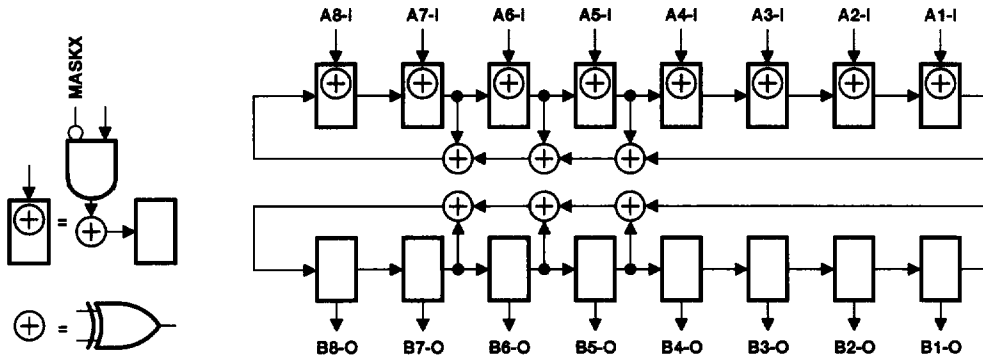 A8-I A7-I A6-I A5-I A4-I A3-I A2-I A1-I
MASKX
=
=
B8-O B7-O B6-O B5-O B4-O B3-O B2-O B1-O